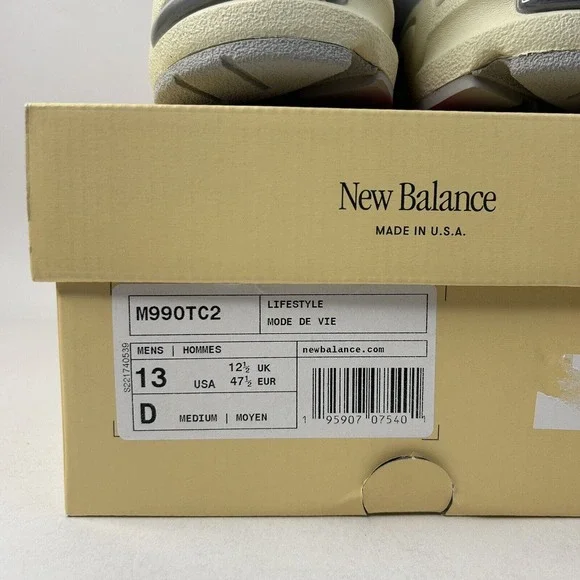 New Balance
MADE IN U.S.A.
M990TC2
LIFESTYLE
MODE DE VIE
S221740539
MENS | HOMMES
newbalance.com
13 USA 12½ UK
47½ EUR
D MEDIUM | MOYEN
1 95907 07540 1